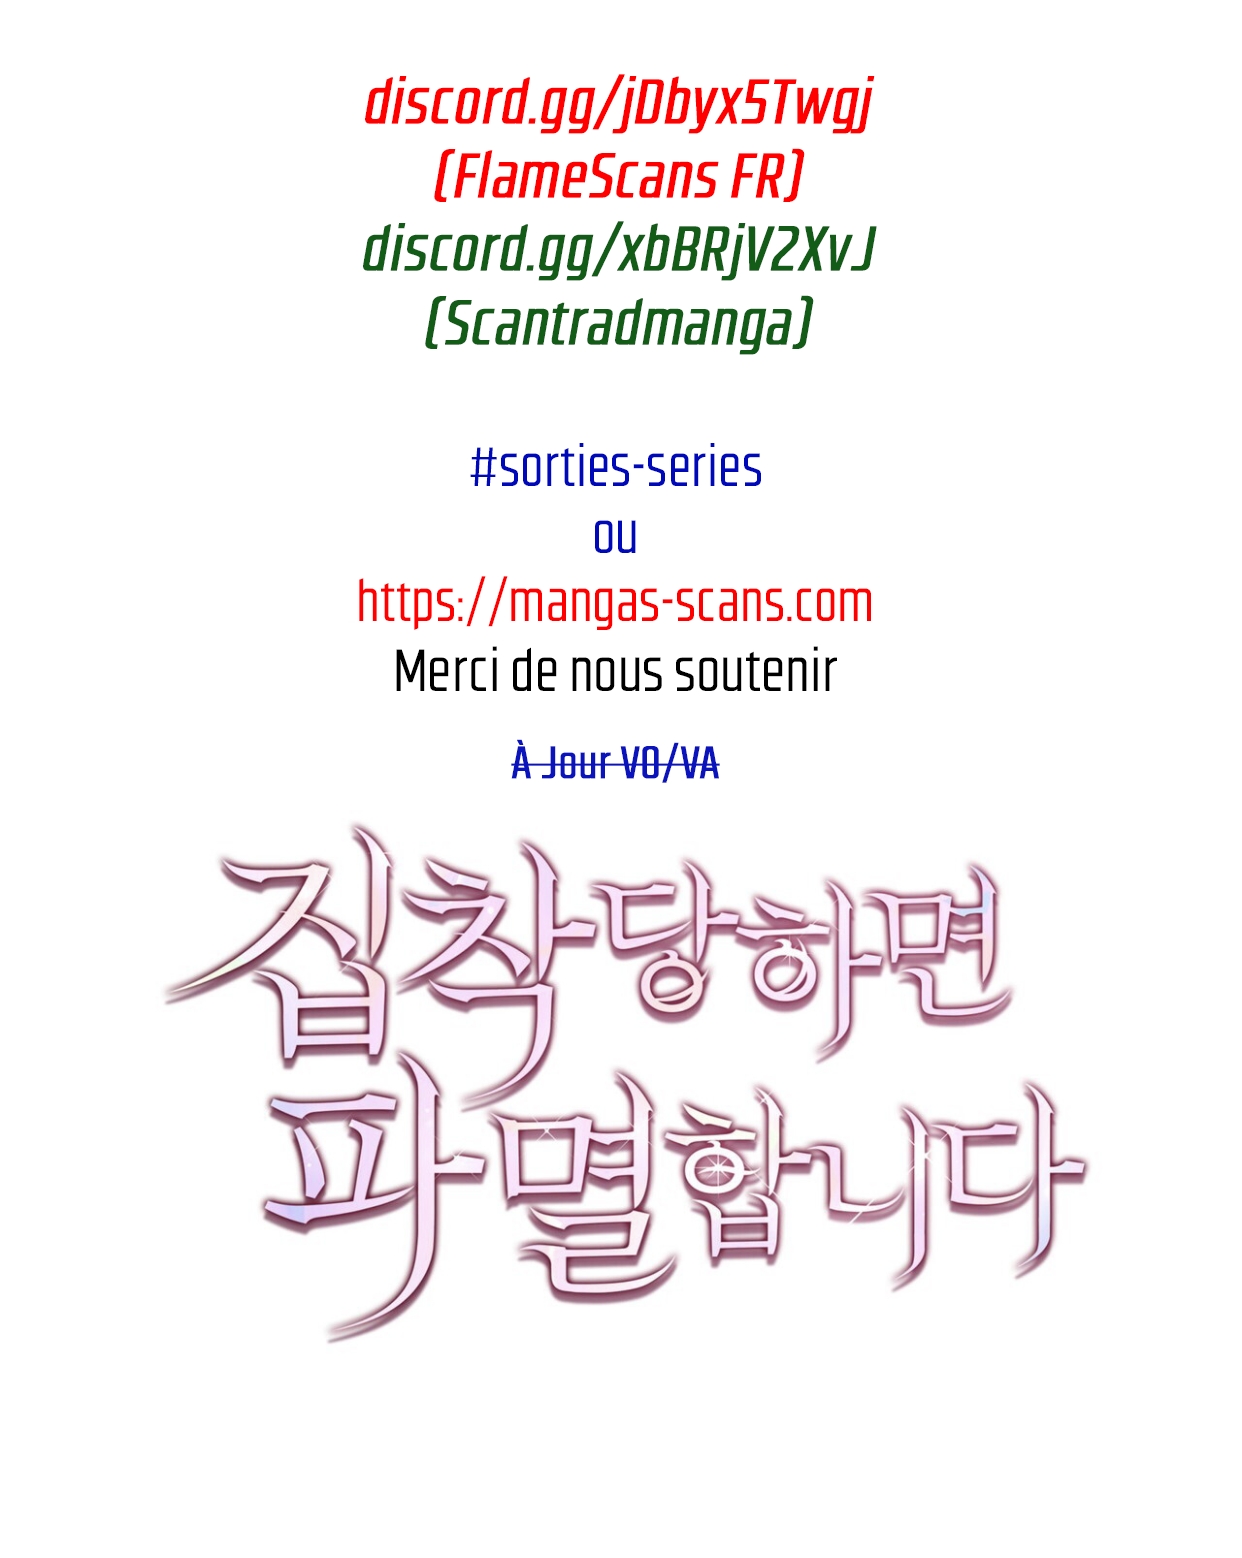 discord.gg/jDbyx5Twgj
(FlameScans FR)
discord.gg/xbBRjV2XvJ
(Scantradmanga)
#sorties-series
ou
https://mangas-scans.com
Merci de nous soutenir
À Jour VO/VA
집착당하면
파멸합니다